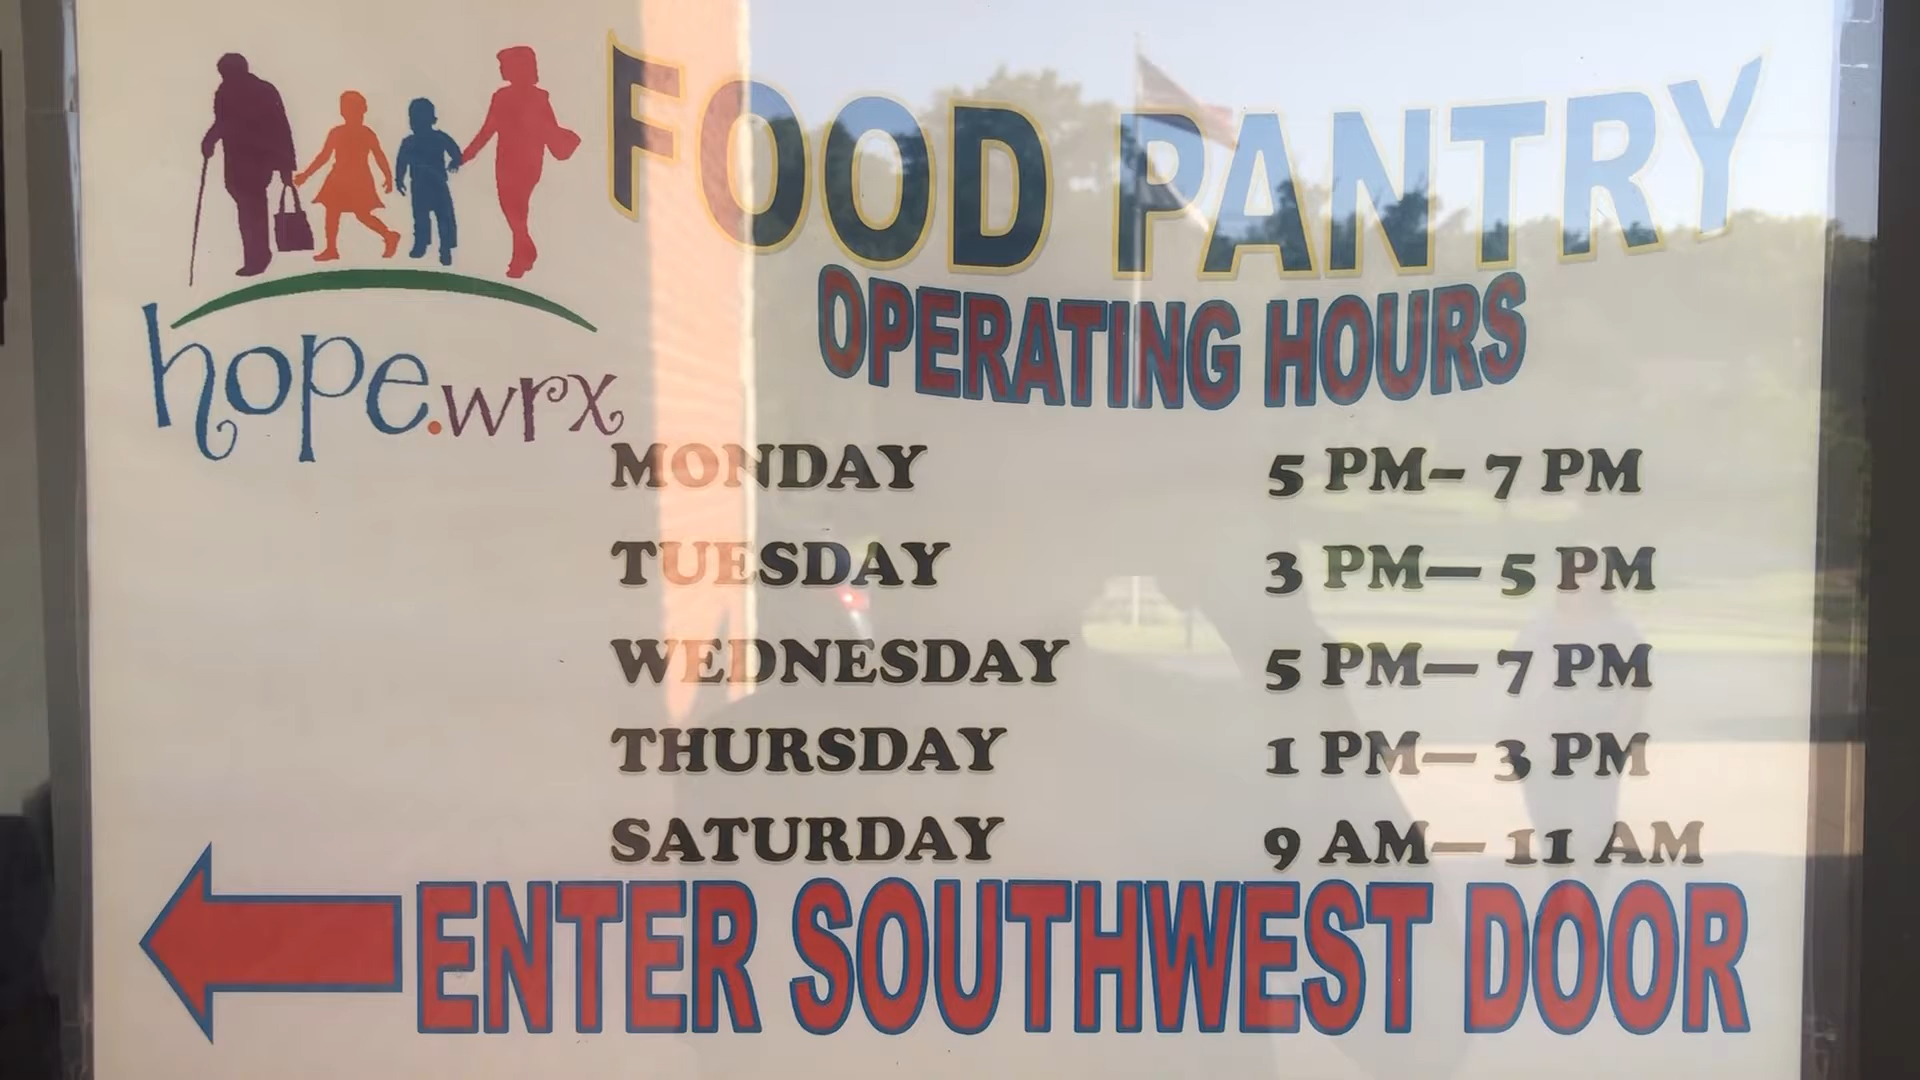 FOOD PANTRY
OPERATING HOURS
hope.wrx
MONDAY 5 PM– 7 PM
TUESDAY 3 PM— 5 PM
WEDNESDAY 5 PM— 7 PM
THURSDAY 1 PM— 3 PM
SATURDAY 9 AM— 11 AM
ENTER SOUTHWEST DOOR